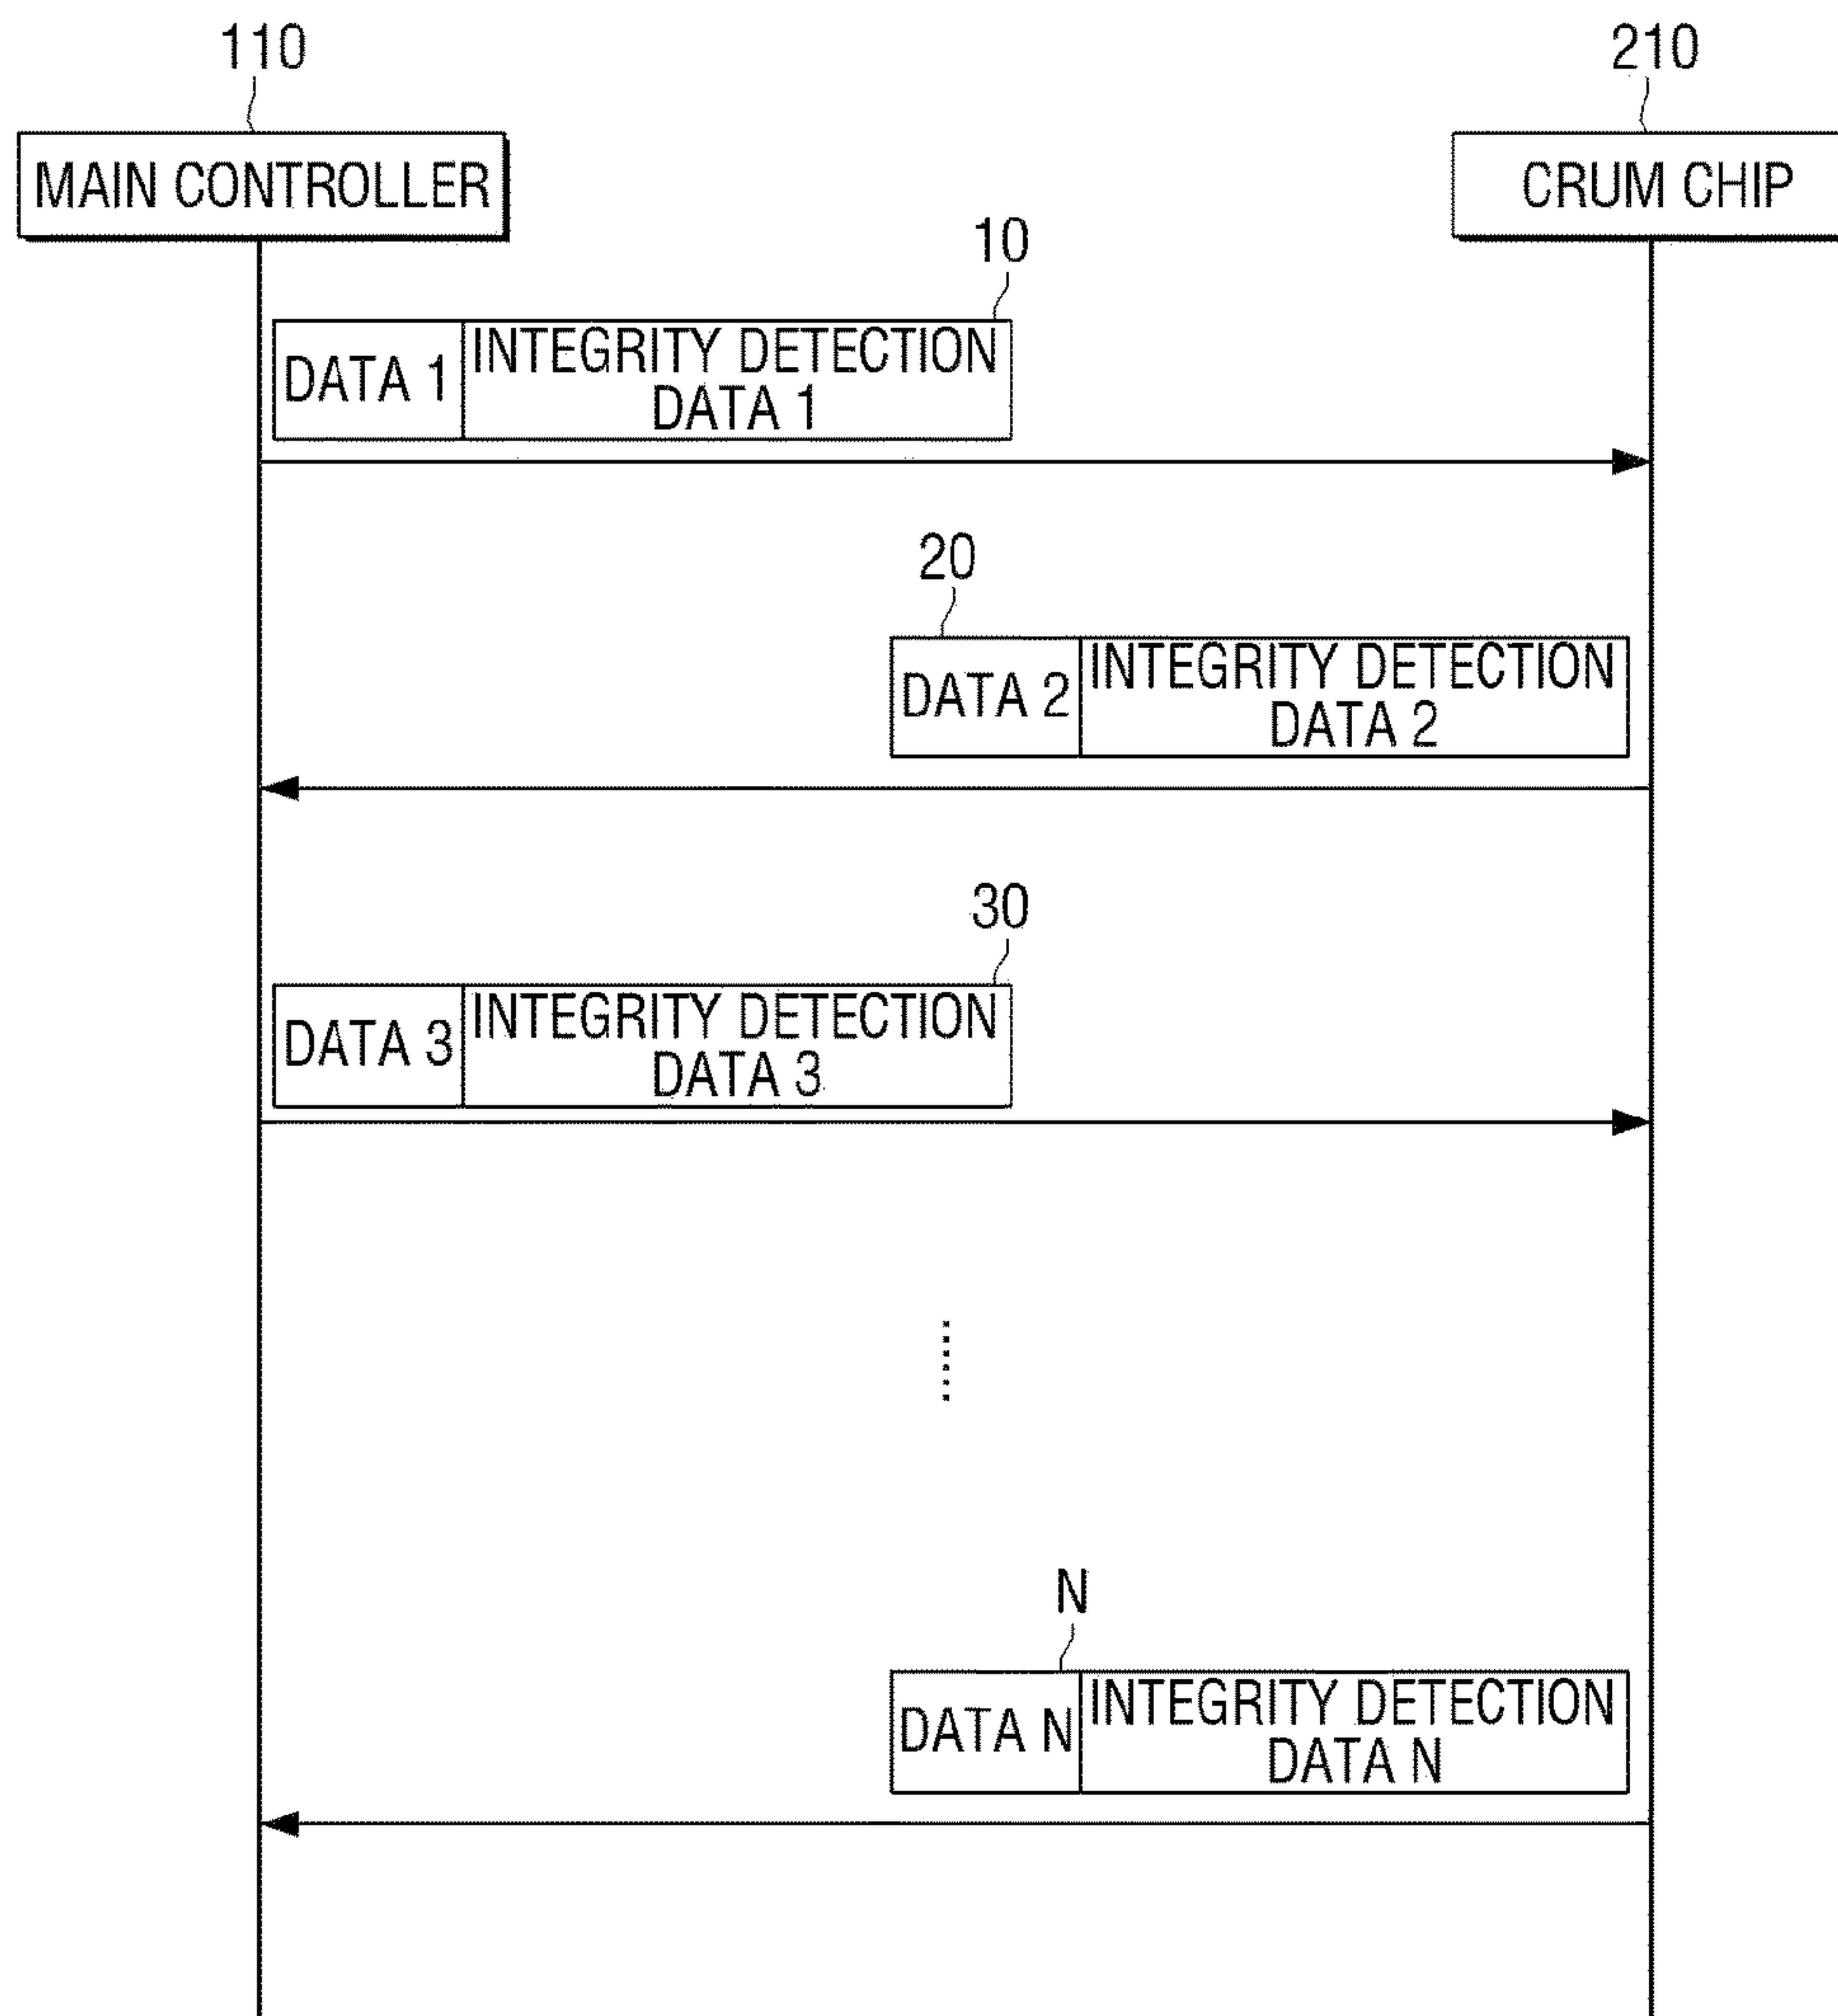 110
210
MAIN CONTROLLER
CRUM CHIP
10
DATA 1
INTEGRITY DETECTION
DATA 1
20
DATA 2
INTEGRITY DETECTION
DATA 2
30
DATA 3
INTEGRITY DETECTION
DATA 3
N
DATA N
INTEGRITY DETECTION
DATA N